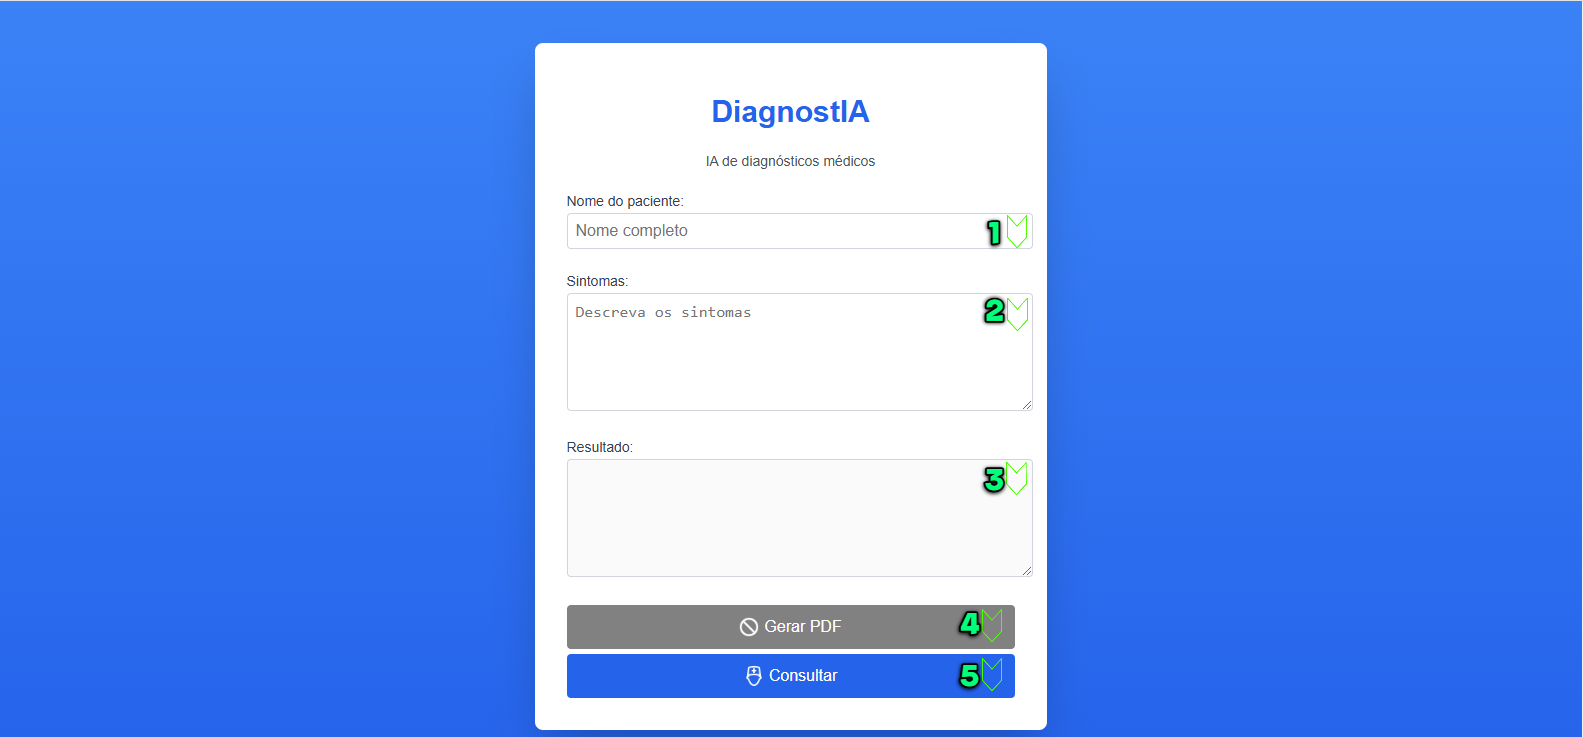 DiagnostIA
IA de diagnósticos médicos
Nome do paciente:
Nome completo 1
Sintomas:
Descreva os sintomas 2
Resultado:
3
Gerar PDF 4
Consultar 5